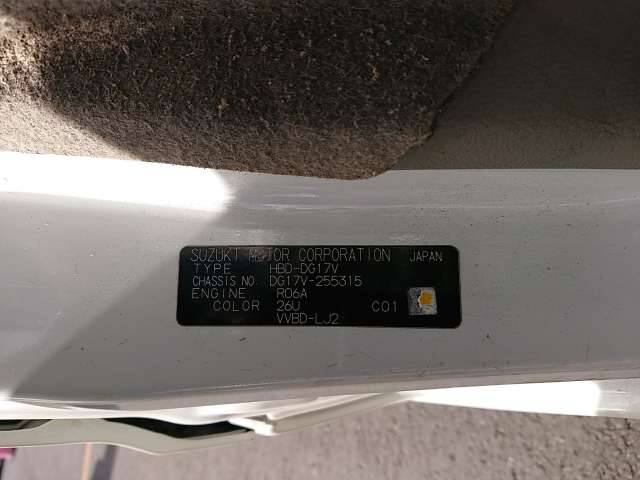 SUZUKI MOTOR CORPORATION JAPAN
TYPE HBD-DG17V
CHASSIS NO. DG17V-255315
ENGINE R06A
COLOR 26U C01
VVBD-LJ2